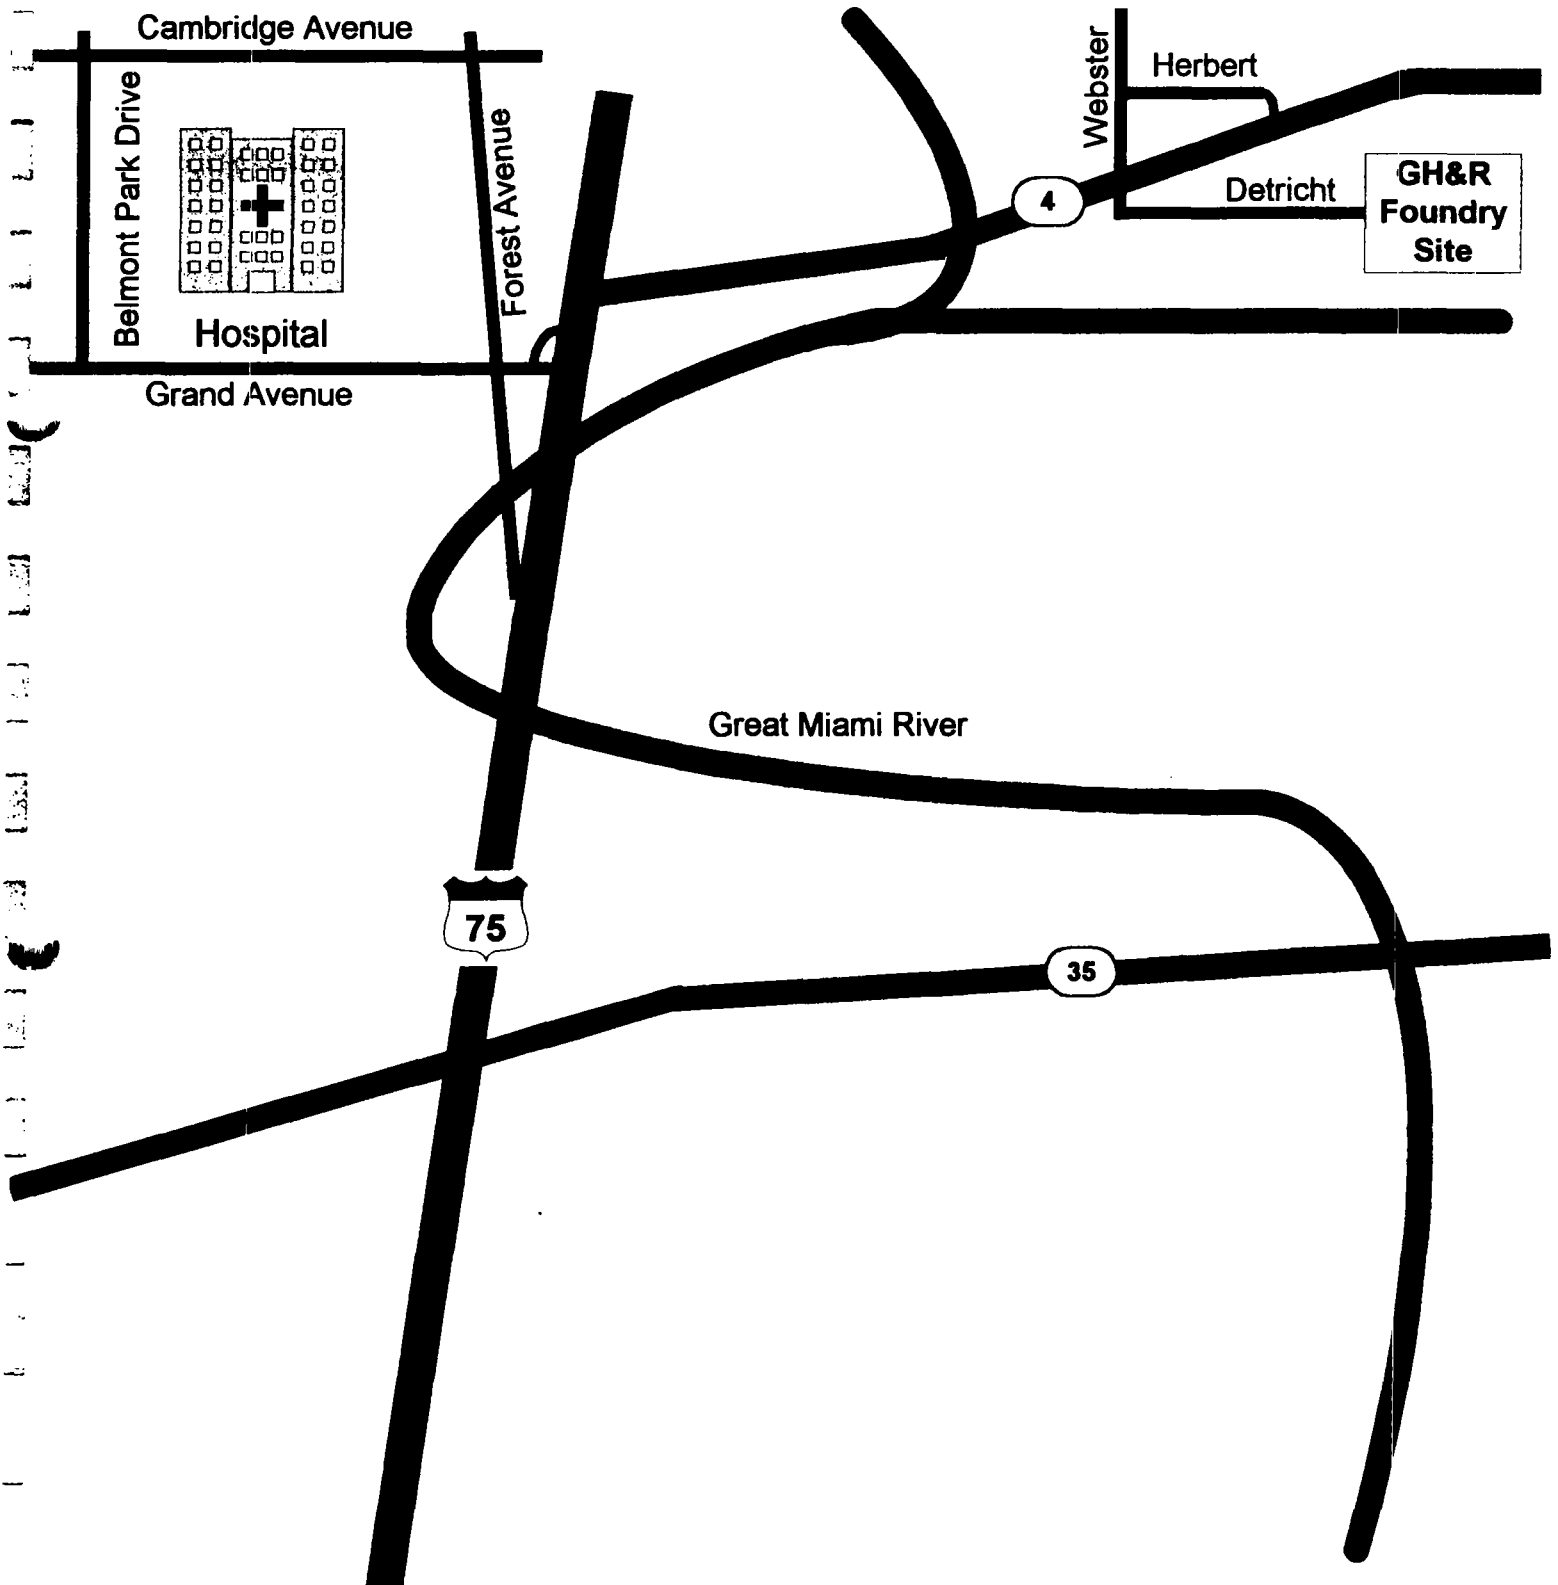 Cambridge Avenue
Belmont Park Drive
Forest Avenue
Hospital
Grand Avenue
Webster
Herbert
4
Detricht
GH&R
Foundry
Site
Great Miami River
75
35